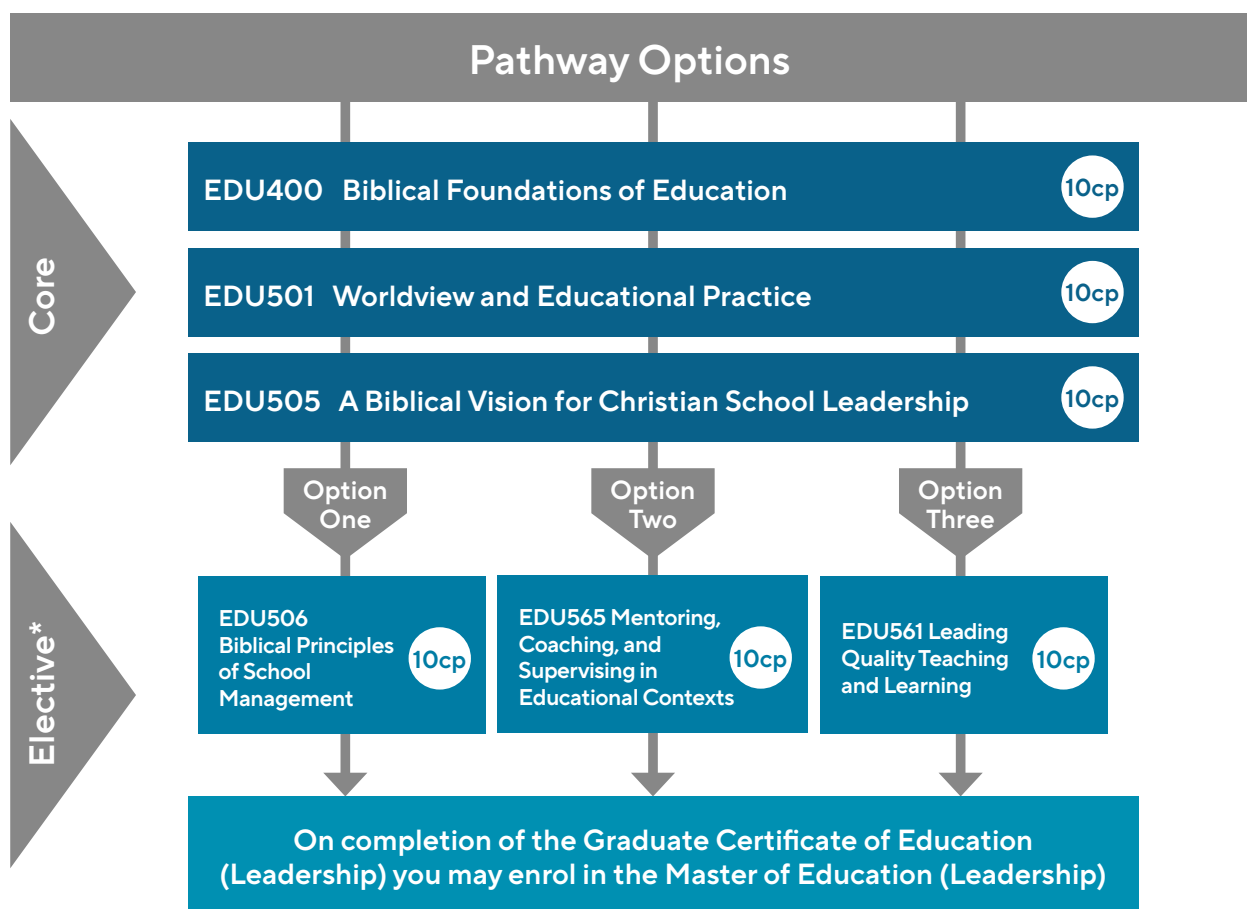 Pathway Options
Core
EDU400 Biblical Foundations of Education
10cp
EDU501 Worldview and Educational Practice
10cp
EDU505 A Biblical Vision for Christian School Leadership
10cp
Option
One
Option
Two
Option
Three
Elective*
EDU506
Biblical Principles
of School
Management
10cp
EDU565 Mentoring,
Coaching, and
Supervising in
Educational Contexts
10cp
EDU561 Leading
Quality Teaching
and Learning
10cp
On completion of the Graduate Certificate of Education
(Leadership) you may enrol in the Master of Education (Leadership)